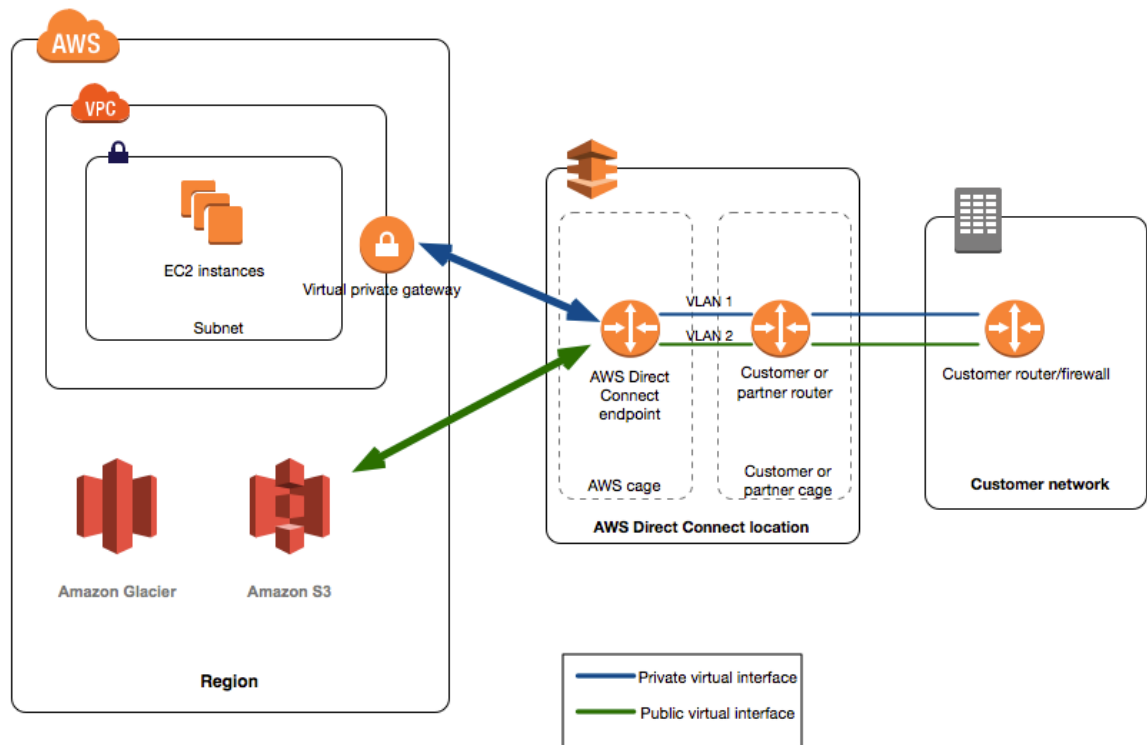 AWS
VPC
EC2 instances
Virtual private gateway
Subnet
VLAN 1
VLAN 2
AWS Direct
Connect
endpoint
Customer or
partner router
Customer router/firewall
AWS cage
Customer or
partner cage
Customer network
AWS Direct Connect location
Amazon Glacier
Amazon S3
Region
Private virtual interface
Public virtual interface